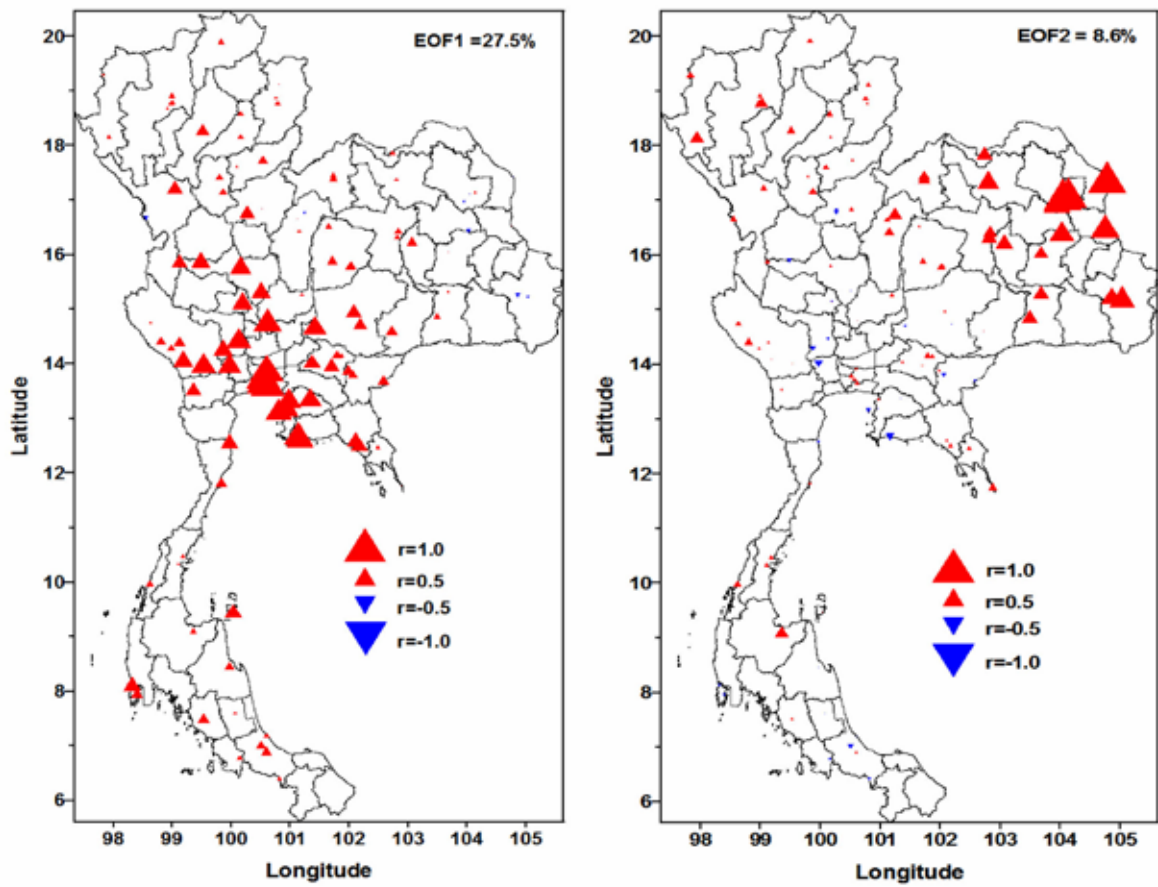 EOF1 =27.5%
20
18
16
14
12
10
8
6
Latitude
r=1.0
r=0.5
r=-0.5
r=-1.0
98 99 100 101 102 103 104 105
Longitude
EOF2 = 8.6%
20
18
16
14
12
10
8
6
Latitude
r=1.0
r=0.5
r=-0.5
r=-1.0
98 99 100 101 102 103 104 105
Longitude